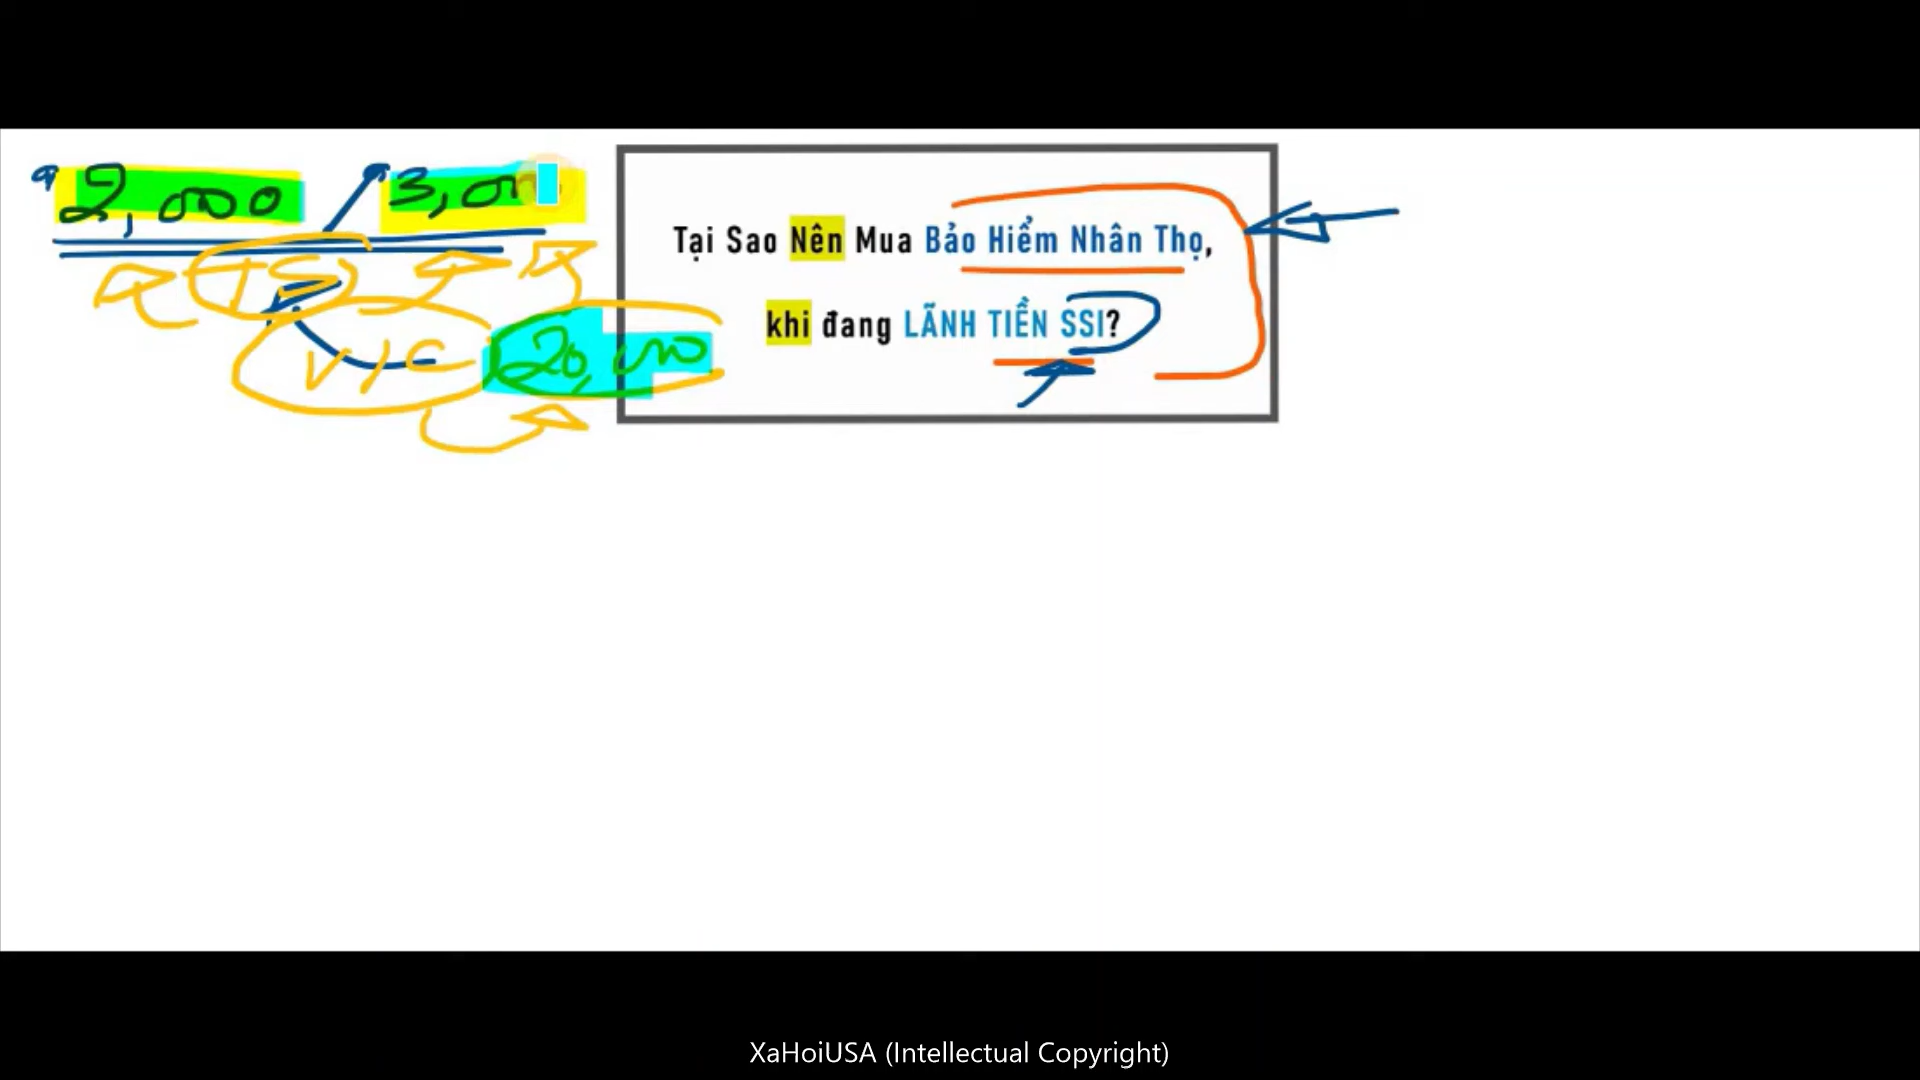 2,000 3,000
TS
V/C 20,000
Tại Sao Nên Mua Bảo Hiểm Nhân Thọ,
khi đang LÃNH TIỀN SSI?
XaHoiUSA (Intellectual Copyright)